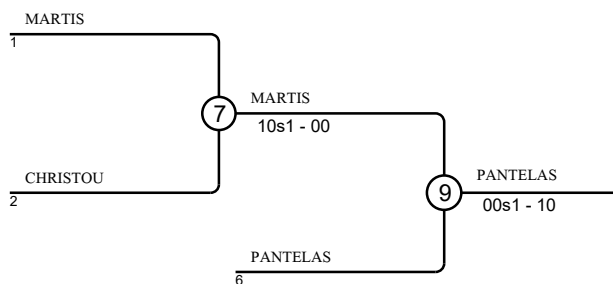 MARTIS
1
7
MARTIS
10s1 - 00
CHRISTOU
2
9
PANTELAS
00s1 - 10
PANTELAS
6